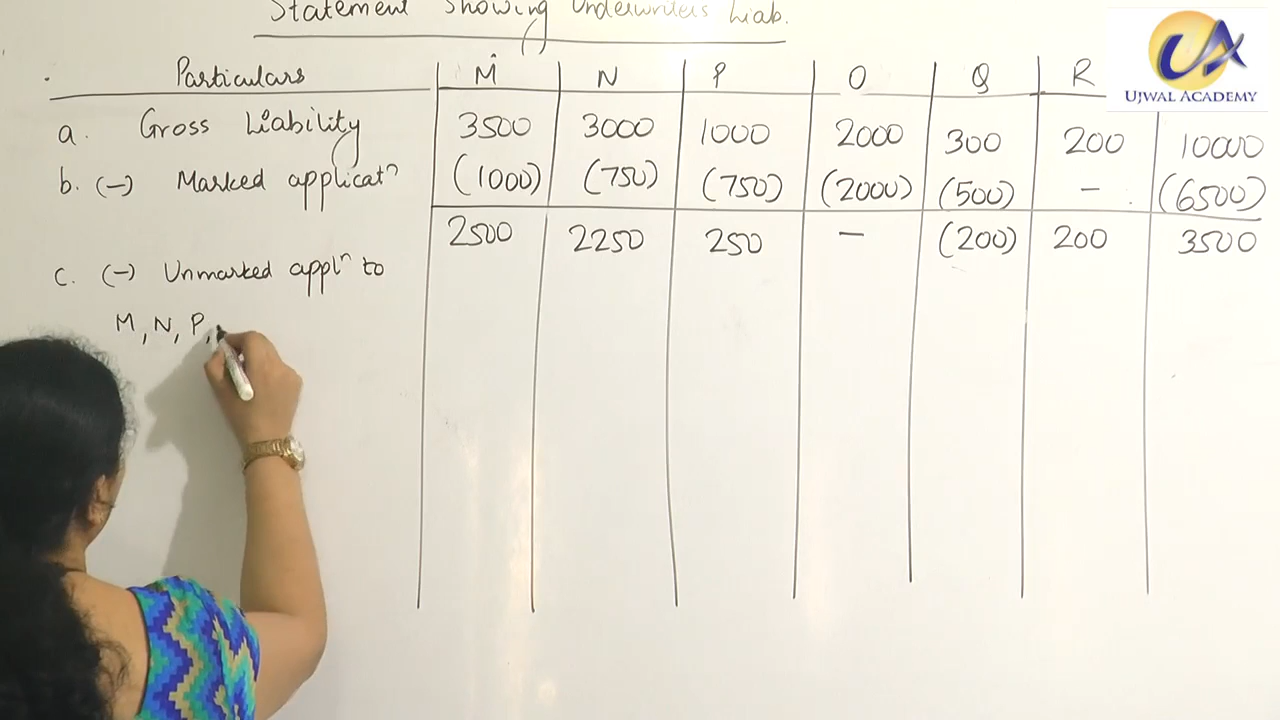 Statement Showing Underwriters Liab.
Particulars M N P O Q R
UJWAL ACADEMY
a. Gross Liability 3500 3000 1000 2000 300 200 10000
b. (-) Marked applicatn (1000) (750) (750) (2000) (500) - (6500)
2500 2250 250 - (200) 200 3500
c. (-) Unmarked appln to
M, N, P,